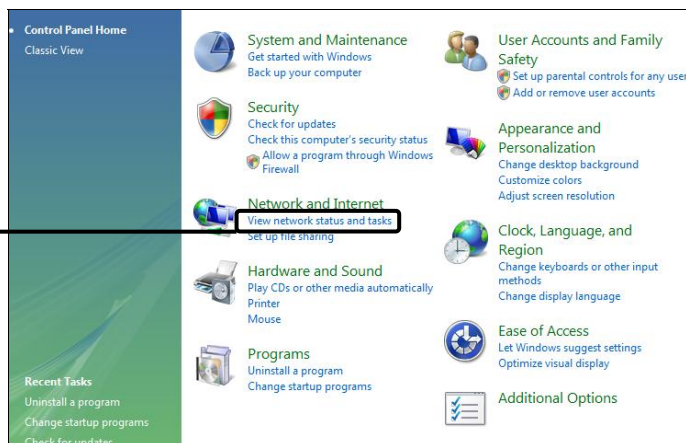 Control Panel Home
Classic View
Recent Tasks
Uninstall a program
Change startup programs
Check for updates
System and Maintenance
Get started with Windows
Back up your computer
Security
Check for updates
Check this computer's security status
Allow a program through Windows
Firewall
Network and Internet
View network status and tasks
Set up file sharing
Hardware and Sound
Play CDs or other media automatically
Printer
Mouse
Programs
Uninstall a program
Change startup programs
User Accounts and Family
Safety
Set up parental controls for any user
Add or remove user accounts
Appearance and
Personalization
Change desktop background
Customize colors
Adjust screen resolution
Clock, Language, and
Region
Change keyboards or other input
methods
Change display language
Ease of Access
Let Windows suggest settings
Optimize visual display
Additional Options